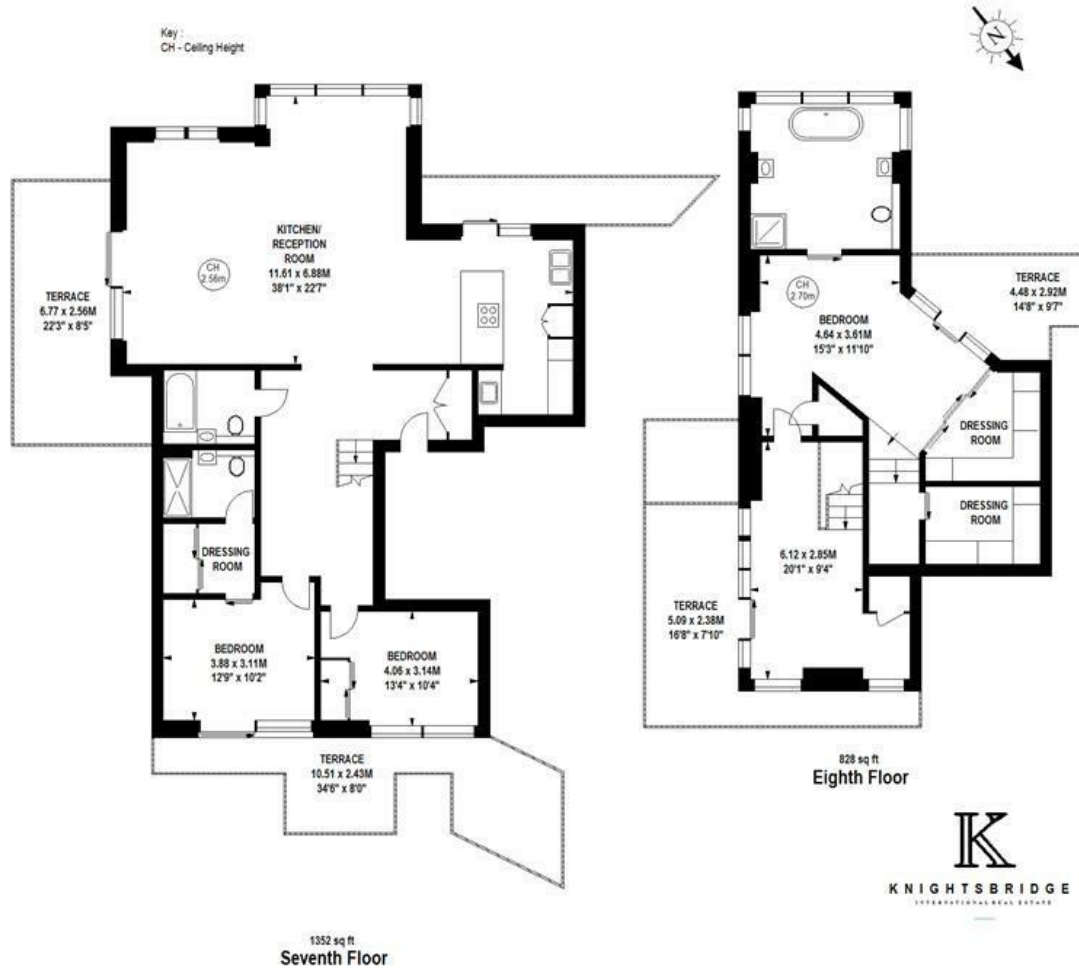 Key :
CH - Ceiling Height
N
KITCHEN/
RECEPTION
ROOM
11.61 x 6.88M
38'1" x 22'7"
CH
2.56m
TERRACE
6.77 x 2.56M
22'3" x 8'5"
DRESSING
ROOM
BEDROOM
3.88 x 3.11M
12'9" x 10'2"
BEDROOM
4.06 x 3.14M
13'4" x 10'4"
TERRACE
10.51 x 2.43M
34'6" x 8'0"
1352 sq ft
Seventh Floor
CH
2.70m
BEDROOM
4.64 x 3.61M
15'3" x 11'10"
TERRACE
4.48 x 2.92M
14'8" x 9'7"
DRESSING
ROOM
DRESSING
ROOM
6.12 x 2.85M
20'1" x 9'4"
TERRACE
5.09 x 2.38M
16'8" x 7'10"
828 sq ft
Eighth Floor
K
KNIGHTSBRIDGE
INTERNATIONAL REAL ESTATE